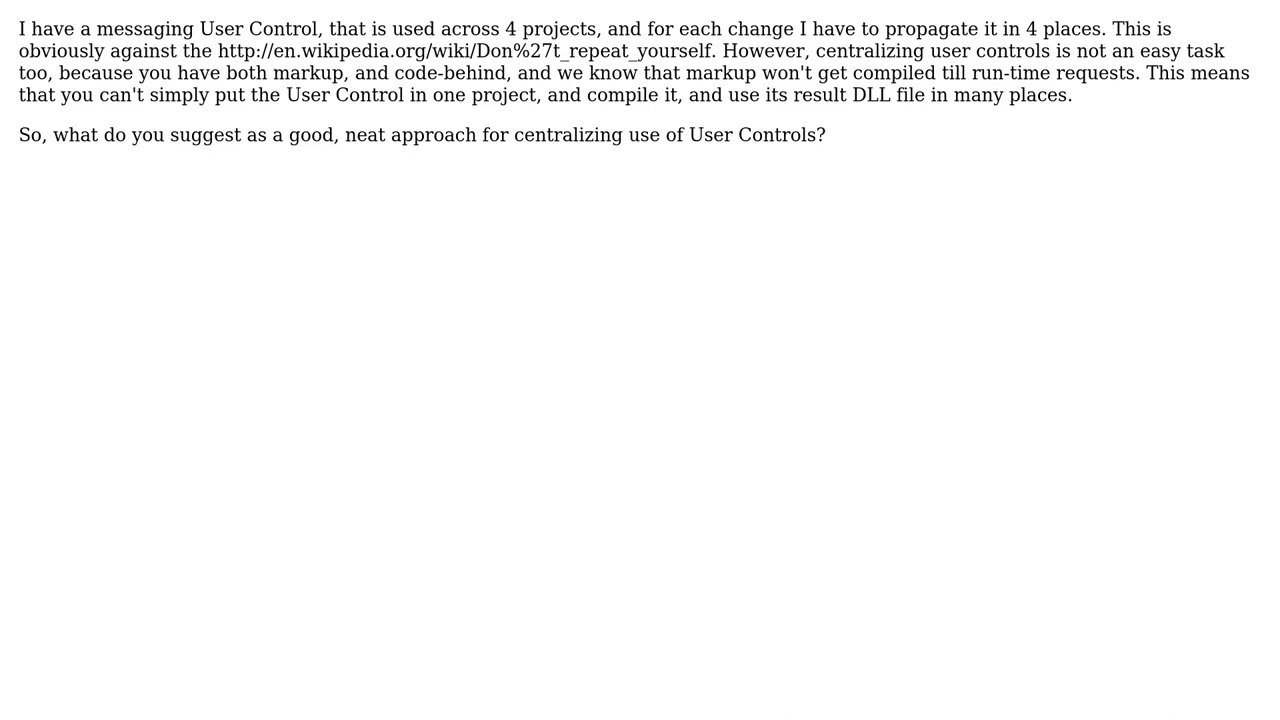 I have a messaging User Control, that is used across 4 projects, and for each change I have to propagate it in 4 places. This is
obviously against the http://en.wikipedia.org/wiki/Don%27t_repeat_yourself. However, centralizing user controls is not an easy task
too, because you have both markup, and code-behind, and we know that markup won't get compiled till run-time requests. This means
that you can't simply put the User Control in one project, and compile it, and use its result DLL file in many places.
So, what do you suggest as a good, neat approach for centralizing use of User Controls?